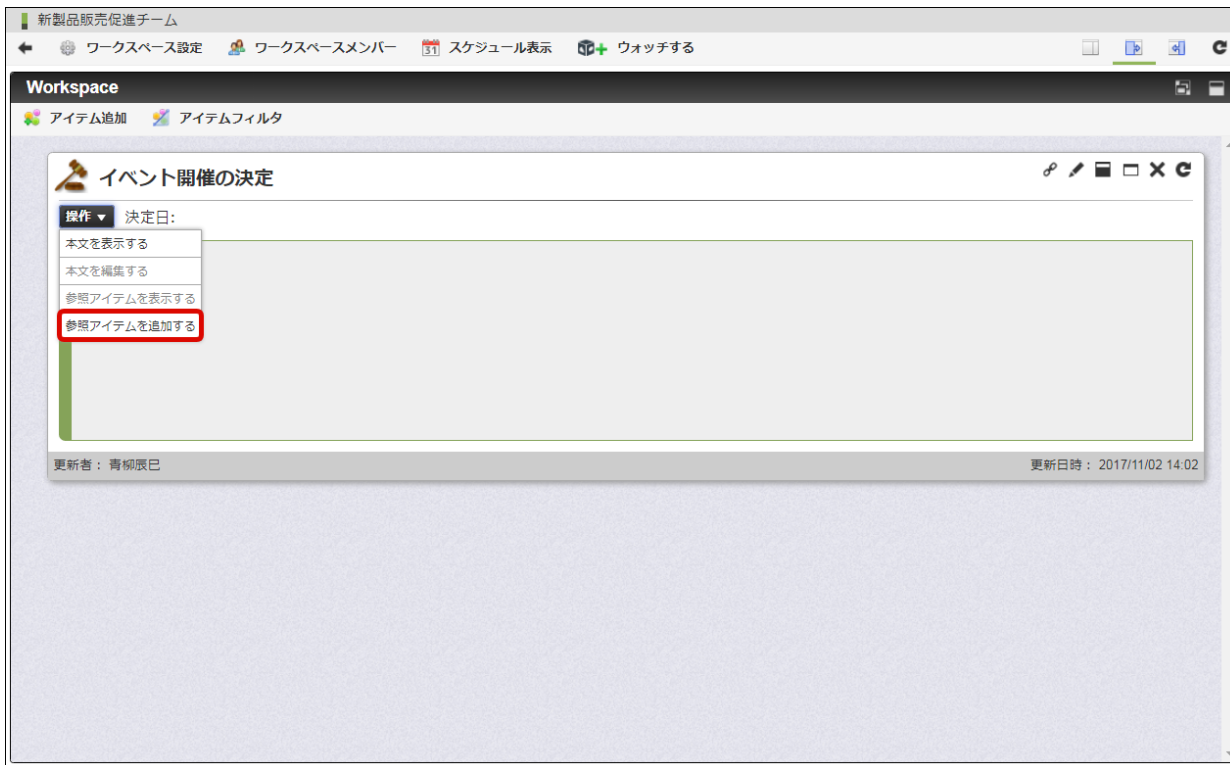 新製品販売促進チーム
ワークスペース設定 ワークスペースメンバー 31 スケジュール表示 ウォッチする
Workspace
アイテム追加 アイテムフィルタ
イベント開催の決定
操作 ▼ 決定日:
本文を表示する
本文を編集する
参照アイテムを表示する
参照アイテムを追加する
更新者： 青柳辰巳 更新日時： 2017/11/02 14:02